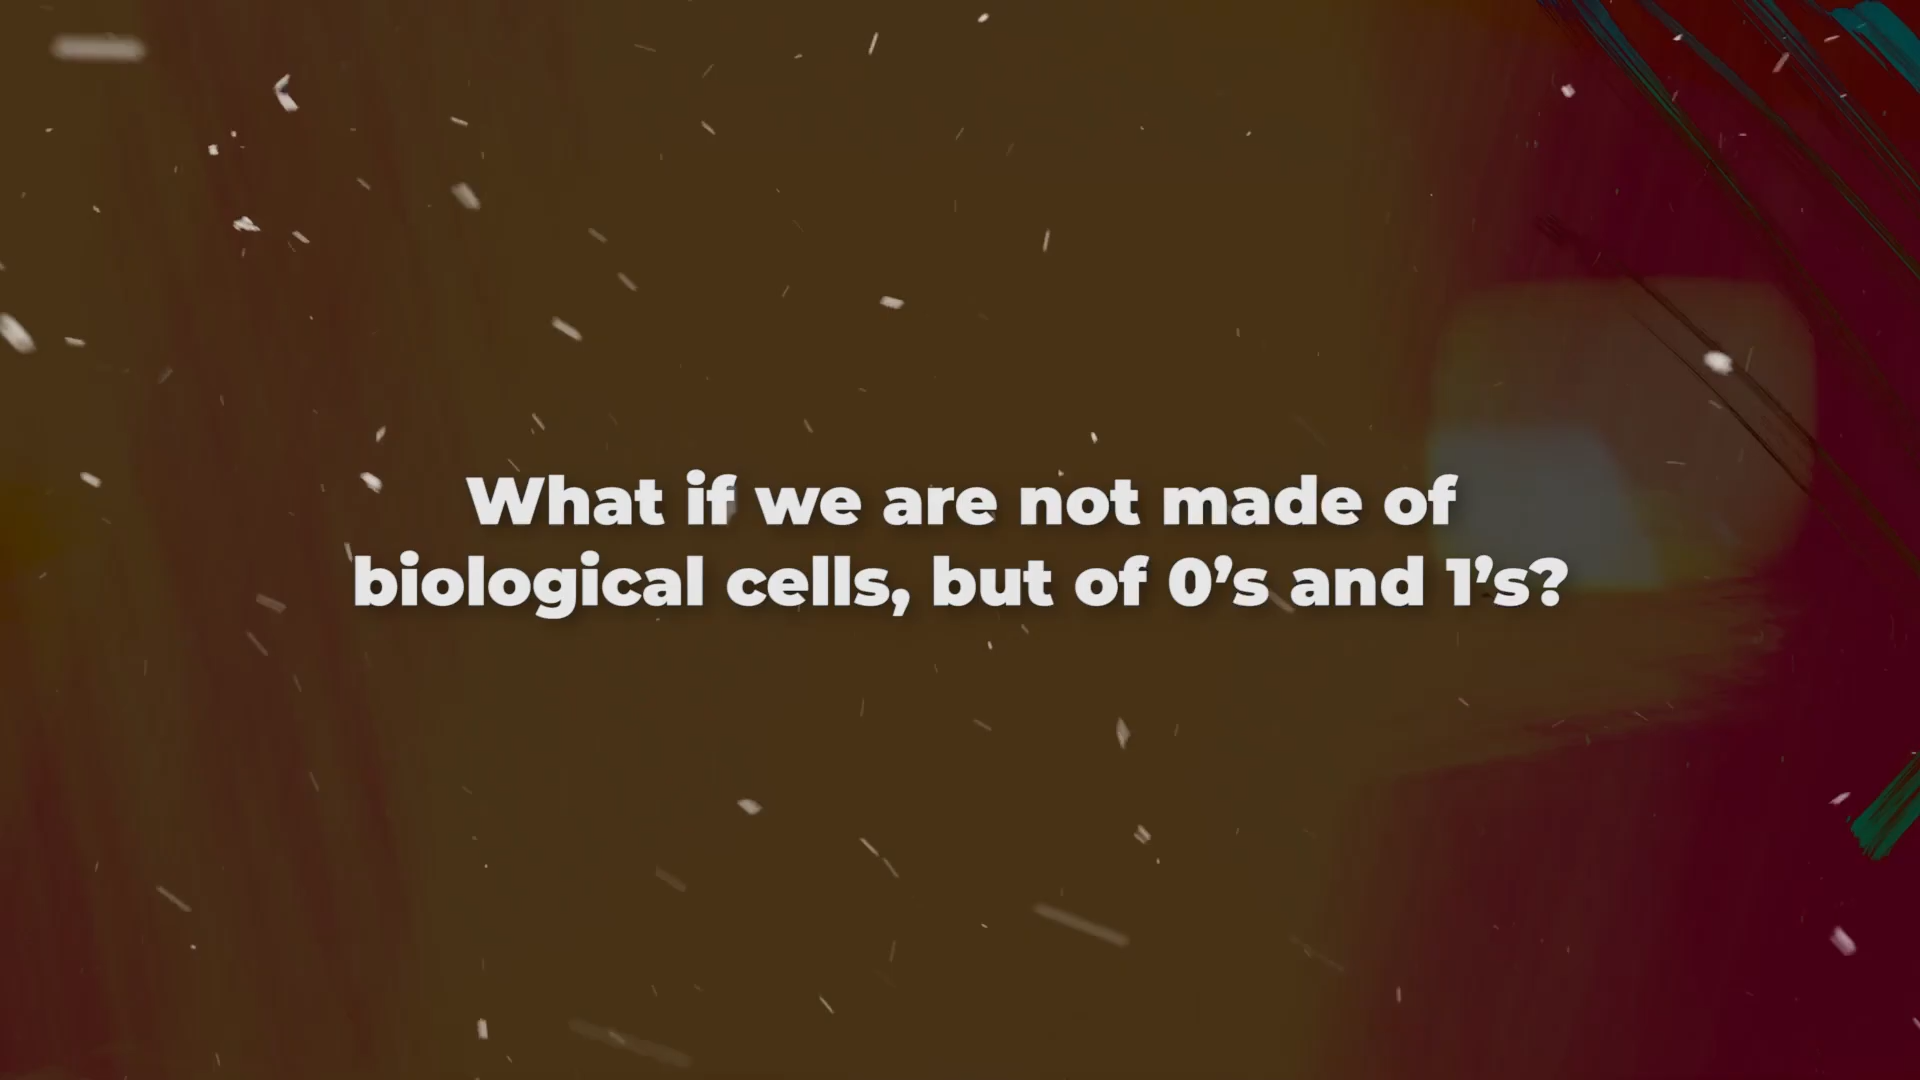 What if we are not made of
biological cells, but of 0’s and 1’s?